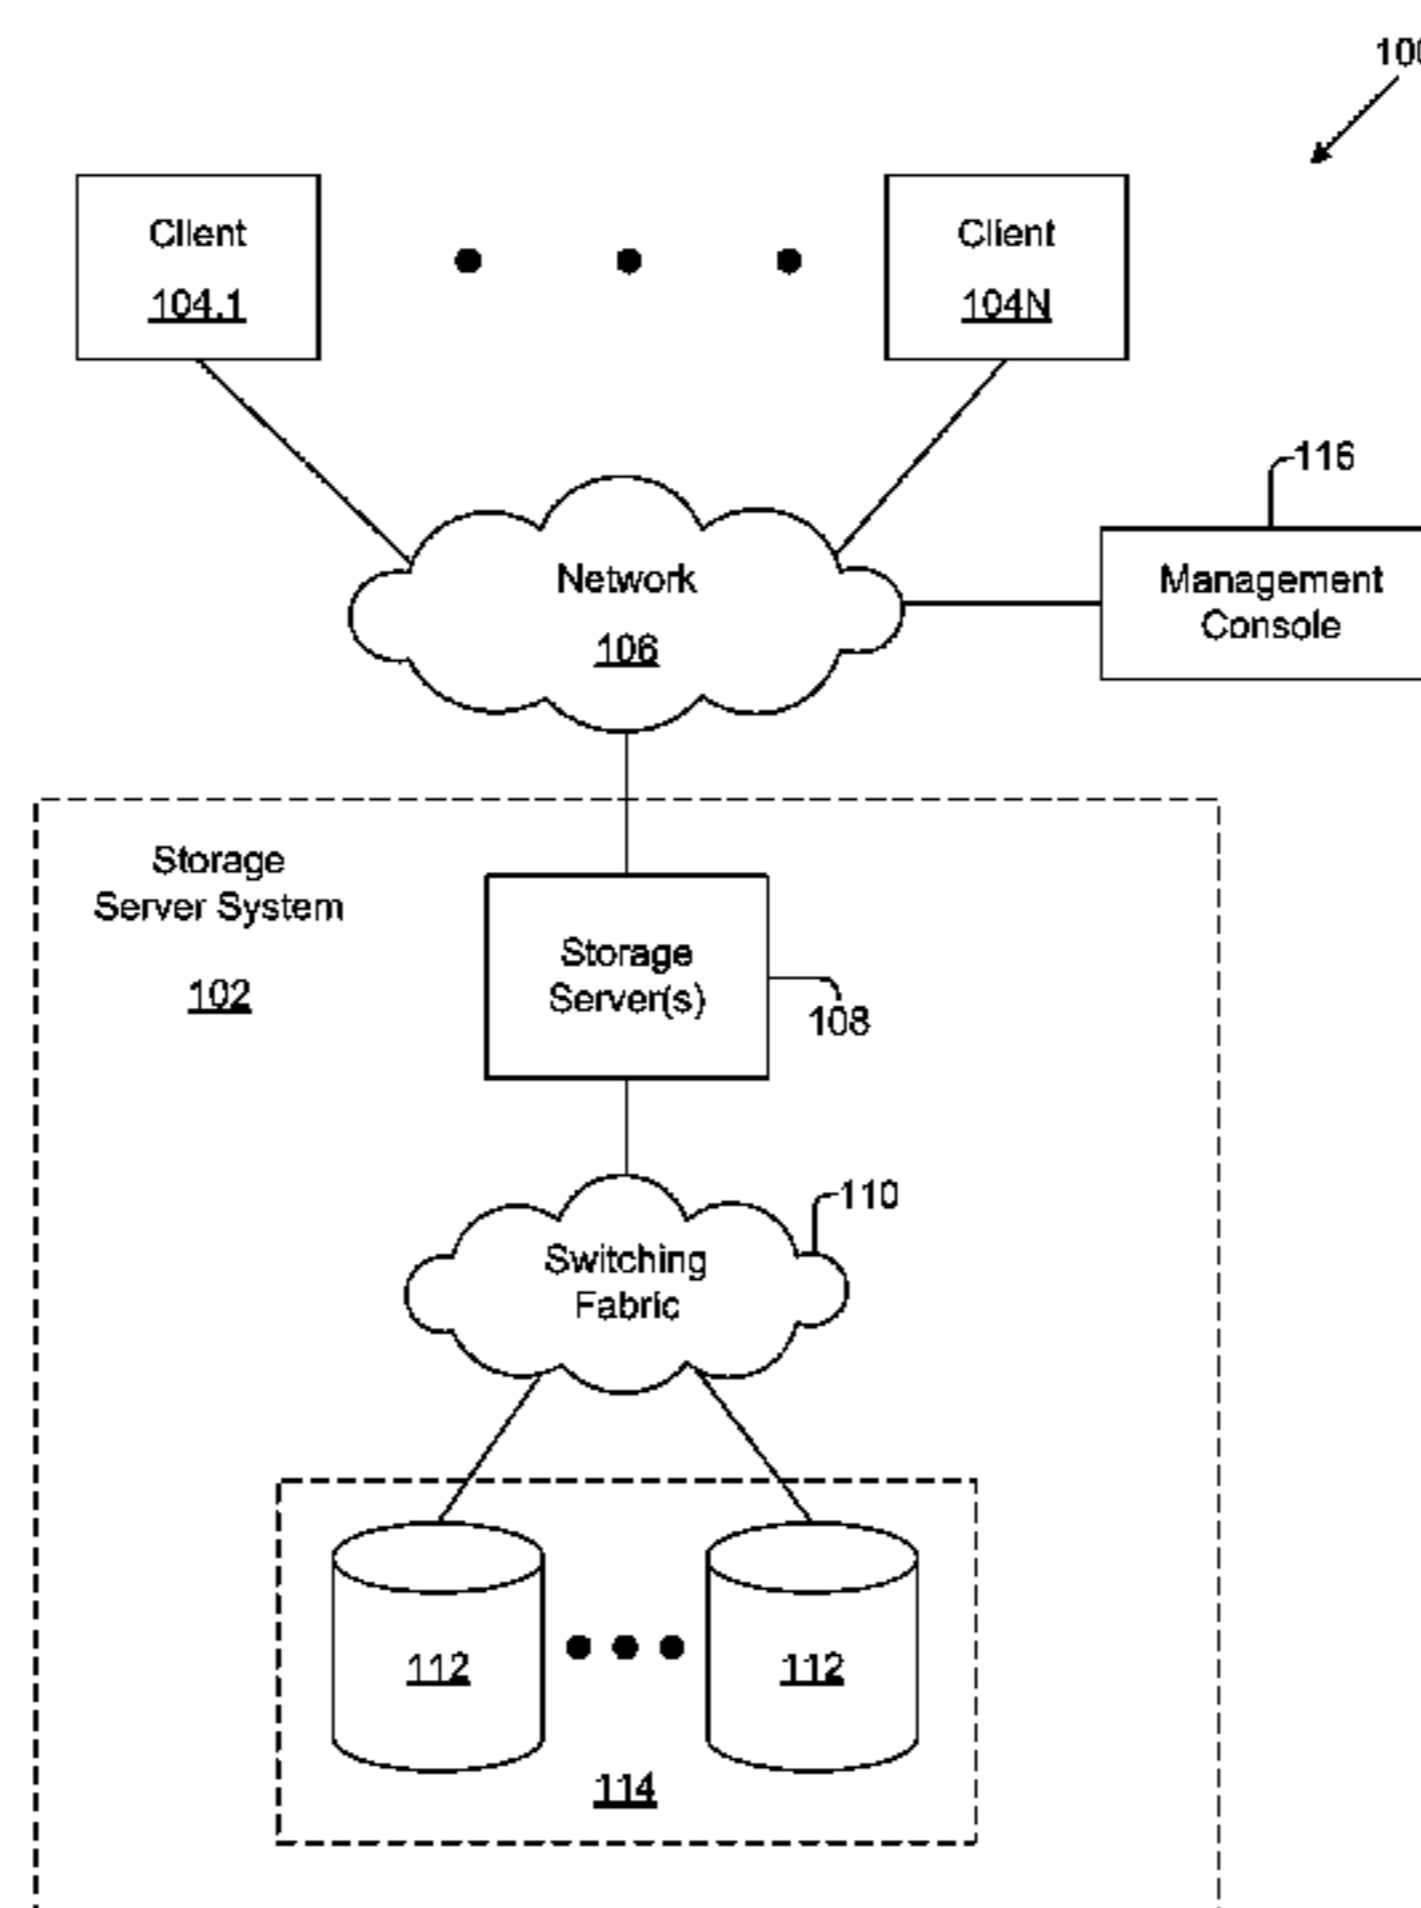 100
Client
104.1
Client
104N
116
Network
106
Management
Console
Storage
Server System
102
Storage
Server(s)
108
110
Switching
Fabric
112
112
114